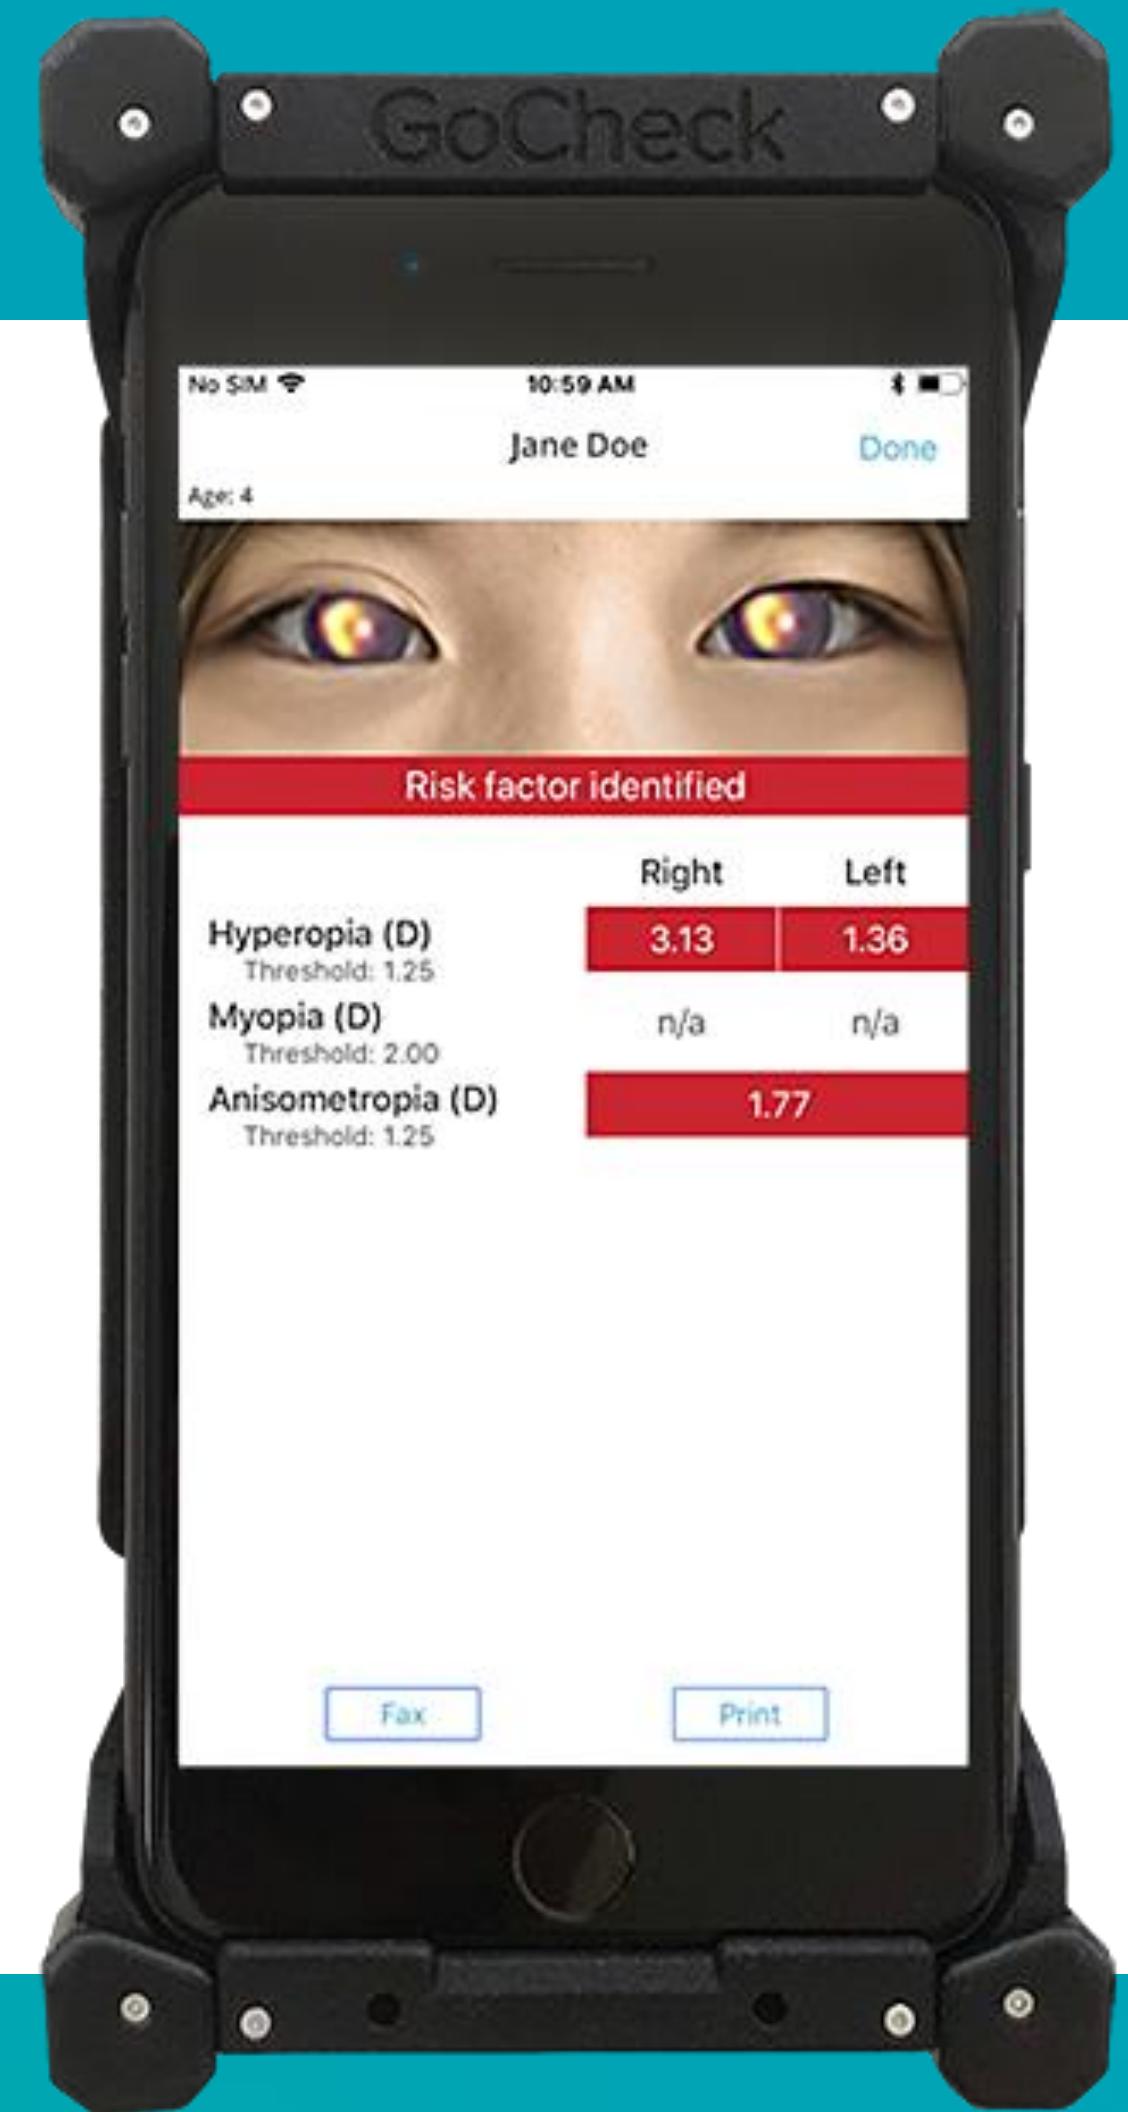 GoCheck
No SIM 10:59 AM
Jane Doe Done
Age: 4
Risk factor identified
Right Left
Hyperopia (D) 3.13 1.36
Threshold: 1.25
Myopia (D) n/a n/a
Threshold: 2.00
Anisometropia (D) 1.77
Threshold: 1.25
Fax Print